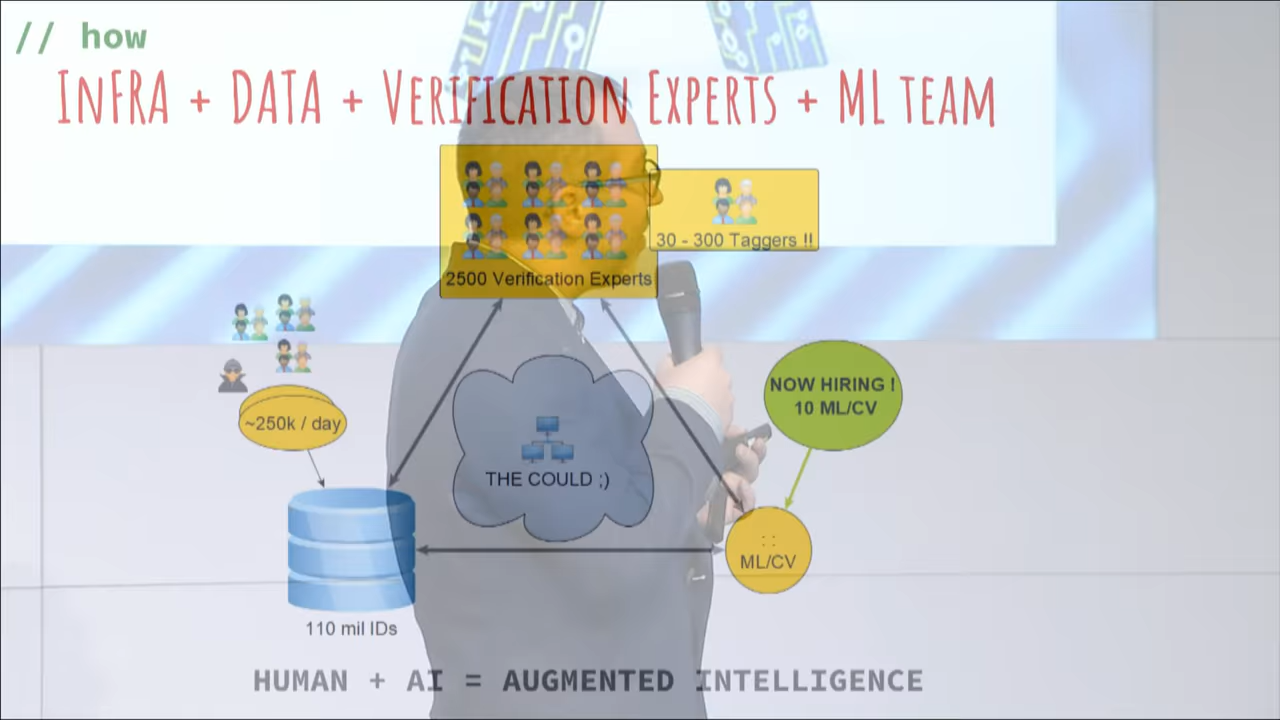 // how
InFRA + DATA + VERIFICATION EXPERTS + ML TEAM
2500 Verification Experts
30 - 300 Taggers !!
~250k / day
NOW HIRING !
10 ML/CV
THE COULD ;)
ML/CV
110 mil IDs
HUMAN + AI = AUGMENTED INTELLIGENCE